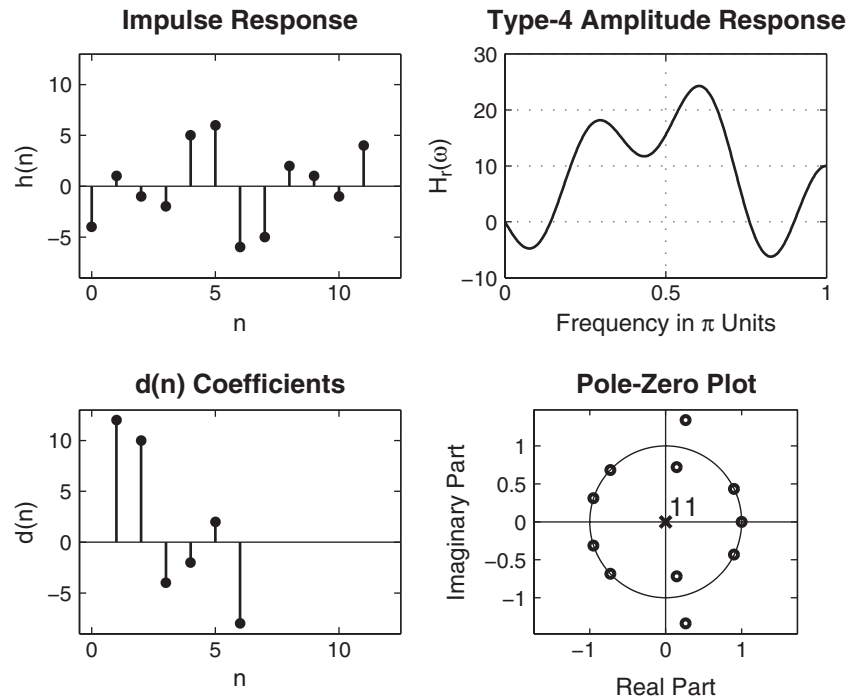 Impulse Response
10
5
0
−5
h(n)
0
5
10
n
Type-4 Amplitude Response
30
20
10
0
−10
Hr(ω)
0
0.5
1
Frequency in π Units
d(n) Coefficients
10
5
0
−5
d(n)
0
5
10
n
Pole-Zero Plot
1
0.5
0
−0.5
−1
Imaginary Part
11
−1
0
1
Real Part